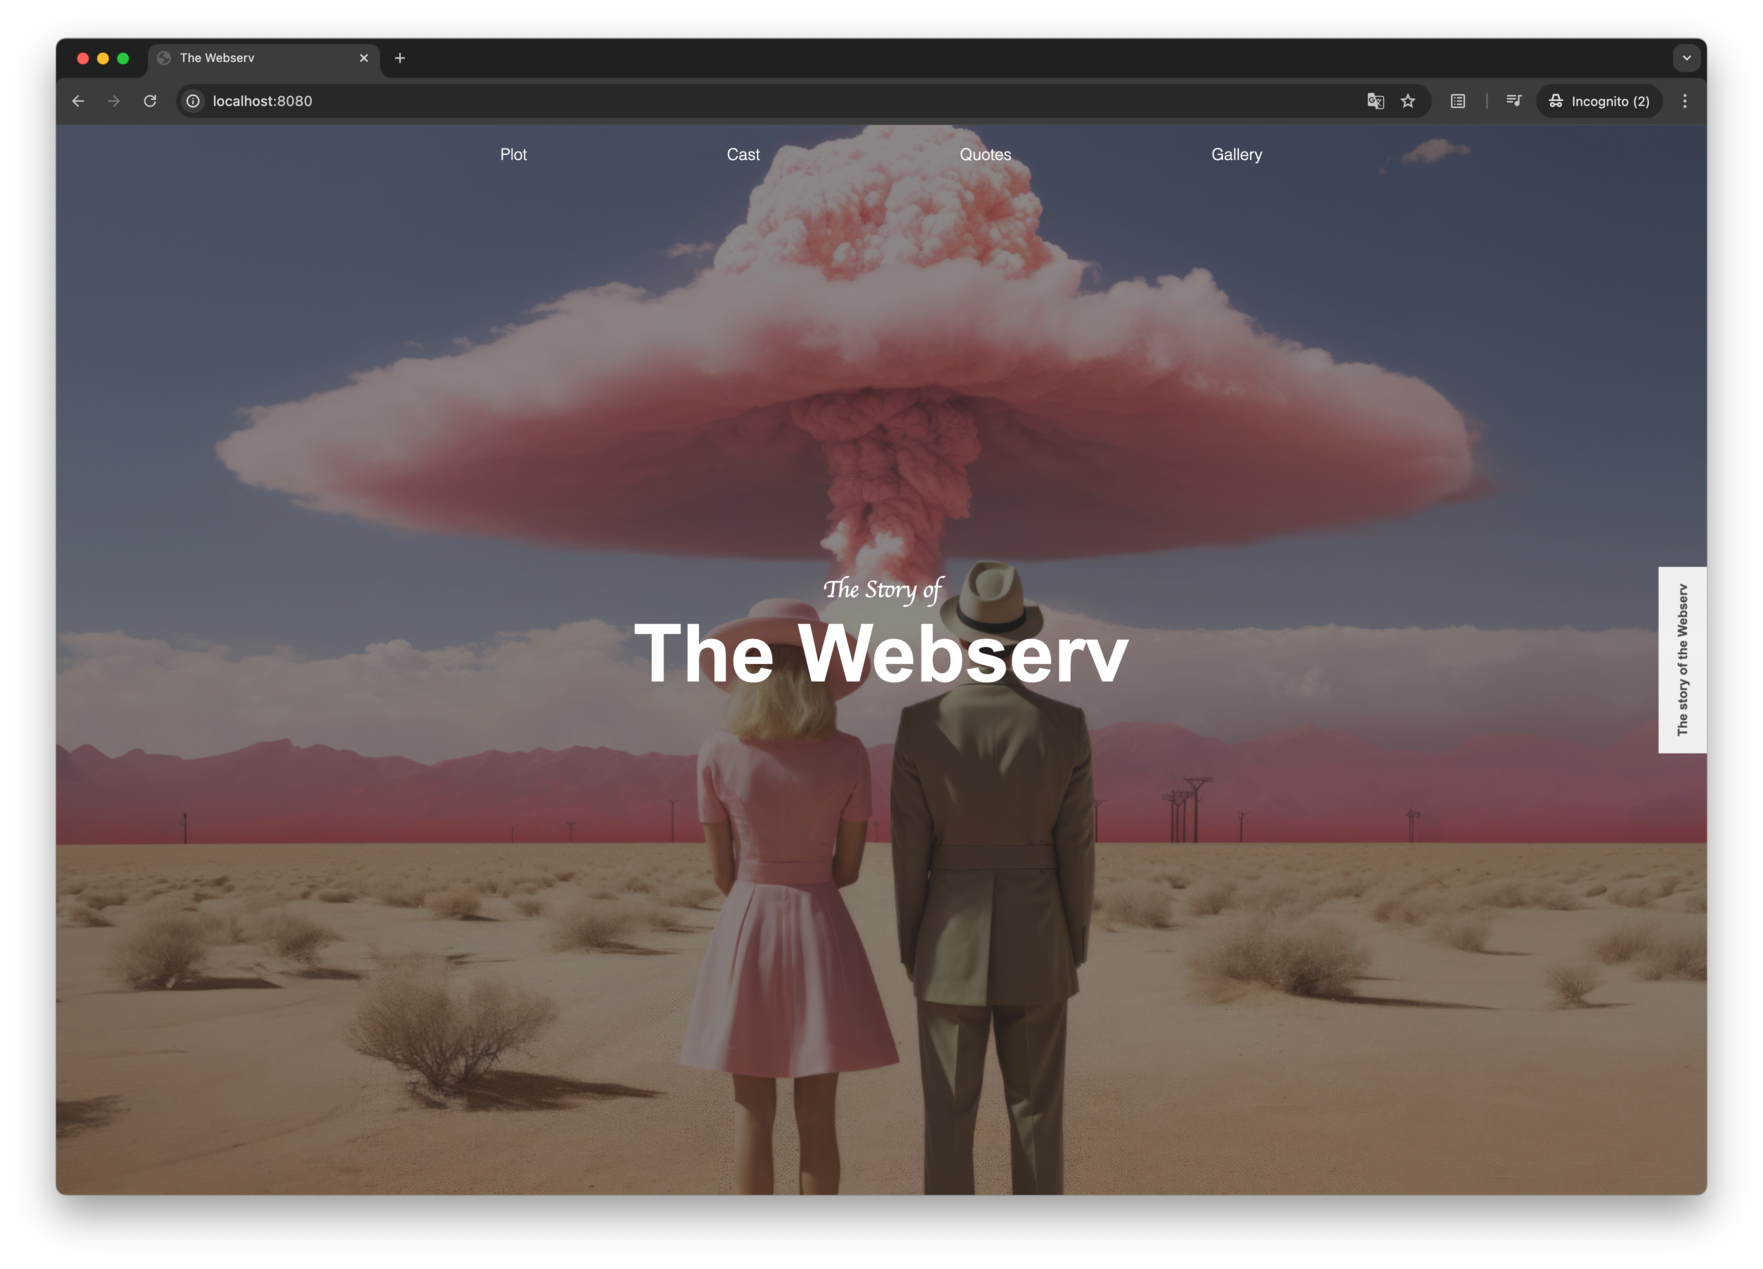 The Webserv
localhost:8080
Incognito (2)
Plot
Cast
Quotes
Gallery
The Story of
The Webserv
The story of the Webserv